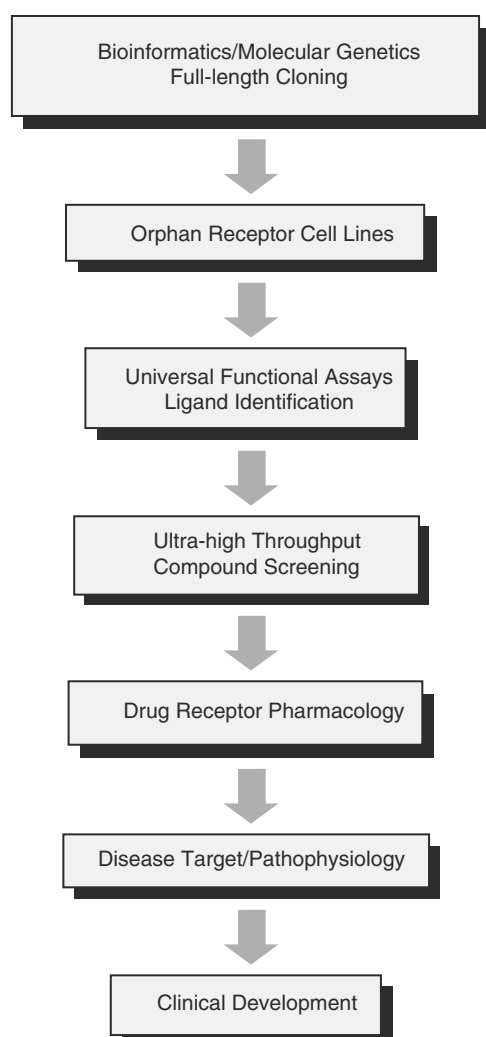 Bioinformatics/Molecular Genetics
Full-length Cloning
Orphan Receptor Cell Lines
Universal Functional Assays
Ligand Identification
Ultra-high Throughput
Compound Screening
Drug Receptor Pharmacology
Disease Target/Pathophysiology
Clinical Development